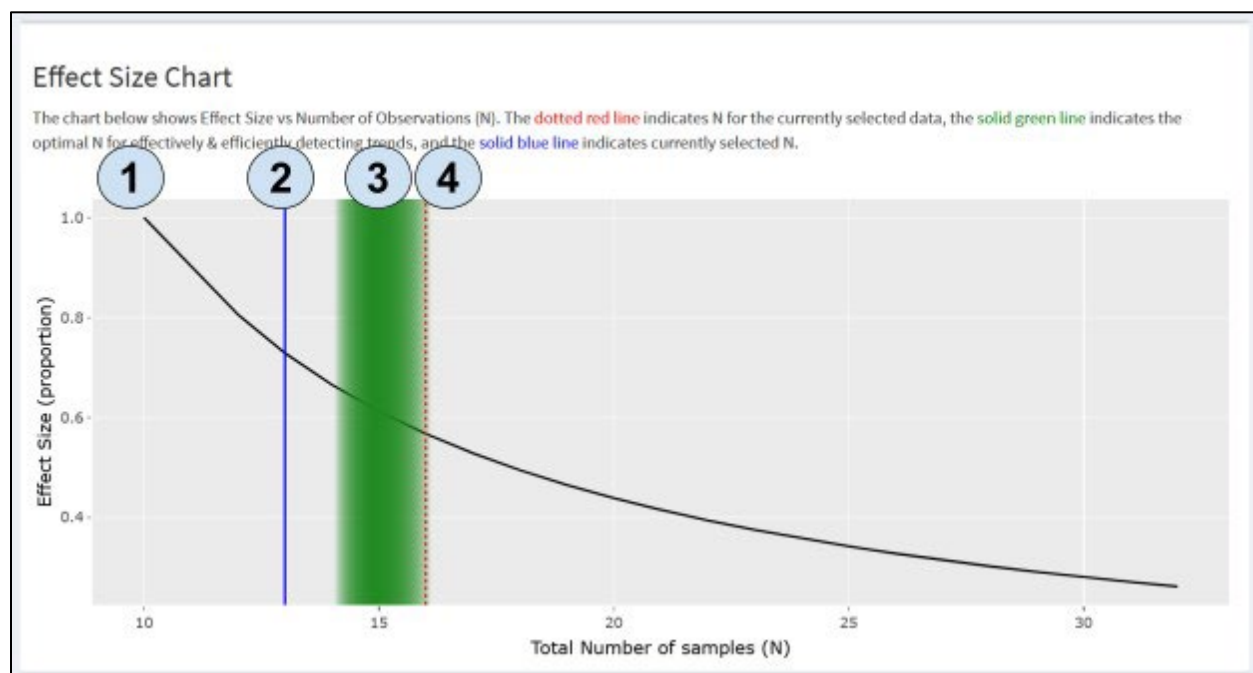 Effect Size Chart
The chart below shows Effect Size vs Number of Observations (N). The dotted red line indicates N for the currently selected data, the solid green line indicates the
optimal N for effectively & efficiently detecting trends, and the solid blue line indicates currently selected N.
1 2 3 4
1.0
0.8
0.6
0.4
Effect Size (proportion)
10 15 20 25 30
Total Number of samples (N)